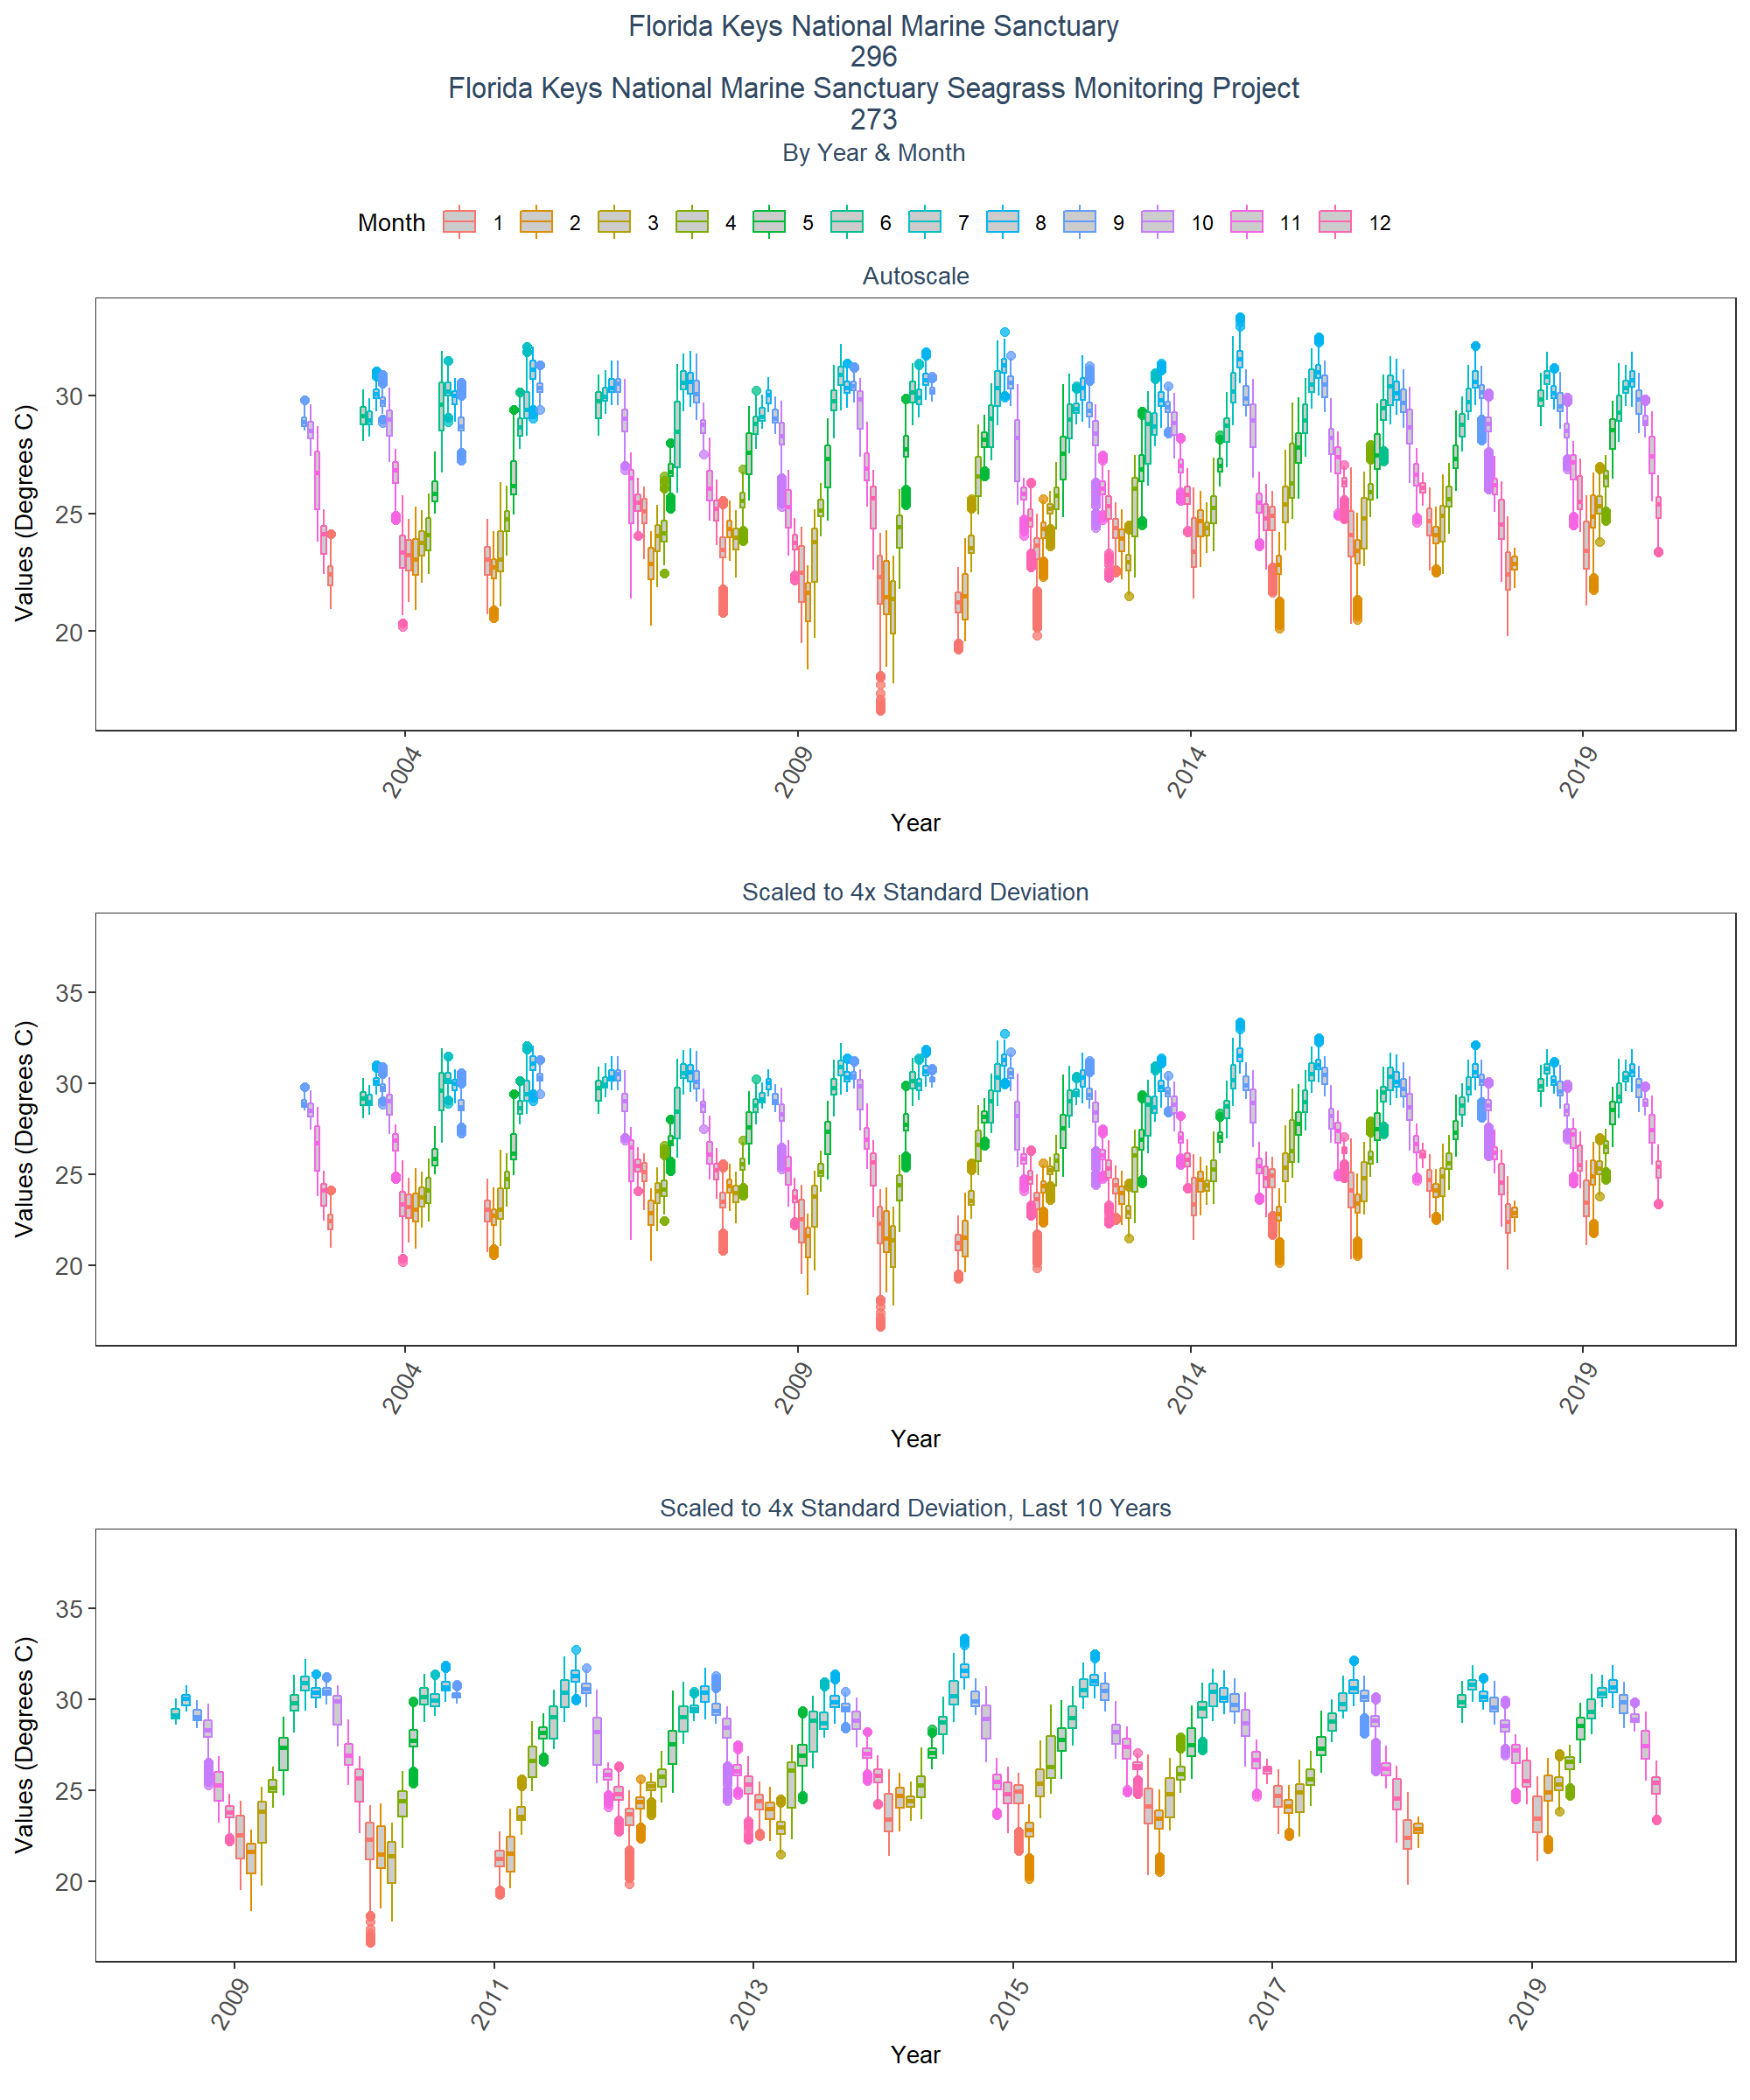 Florida Keys National Marine Sanctuary
296
Florida Keys National Marine Sanctuary Seagrass Monitoring Project
273
By Year & Month
Month 1 2 3 4 5 6 7 8 9 10 11 12
Autoscale
Values (Degrees C)
30
25
20
2004 2009 2014 2019
Year
Scaled to 4x Standard Deviation
Values (Degrees C)
35
30
25
20
2004 2009 2014 2019
Year
Scaled to 4x Standard Deviation, Last 10 Years
Values (Degrees C)
35
30
25
20
2009 2011 2013 2015 2017 2019
Year